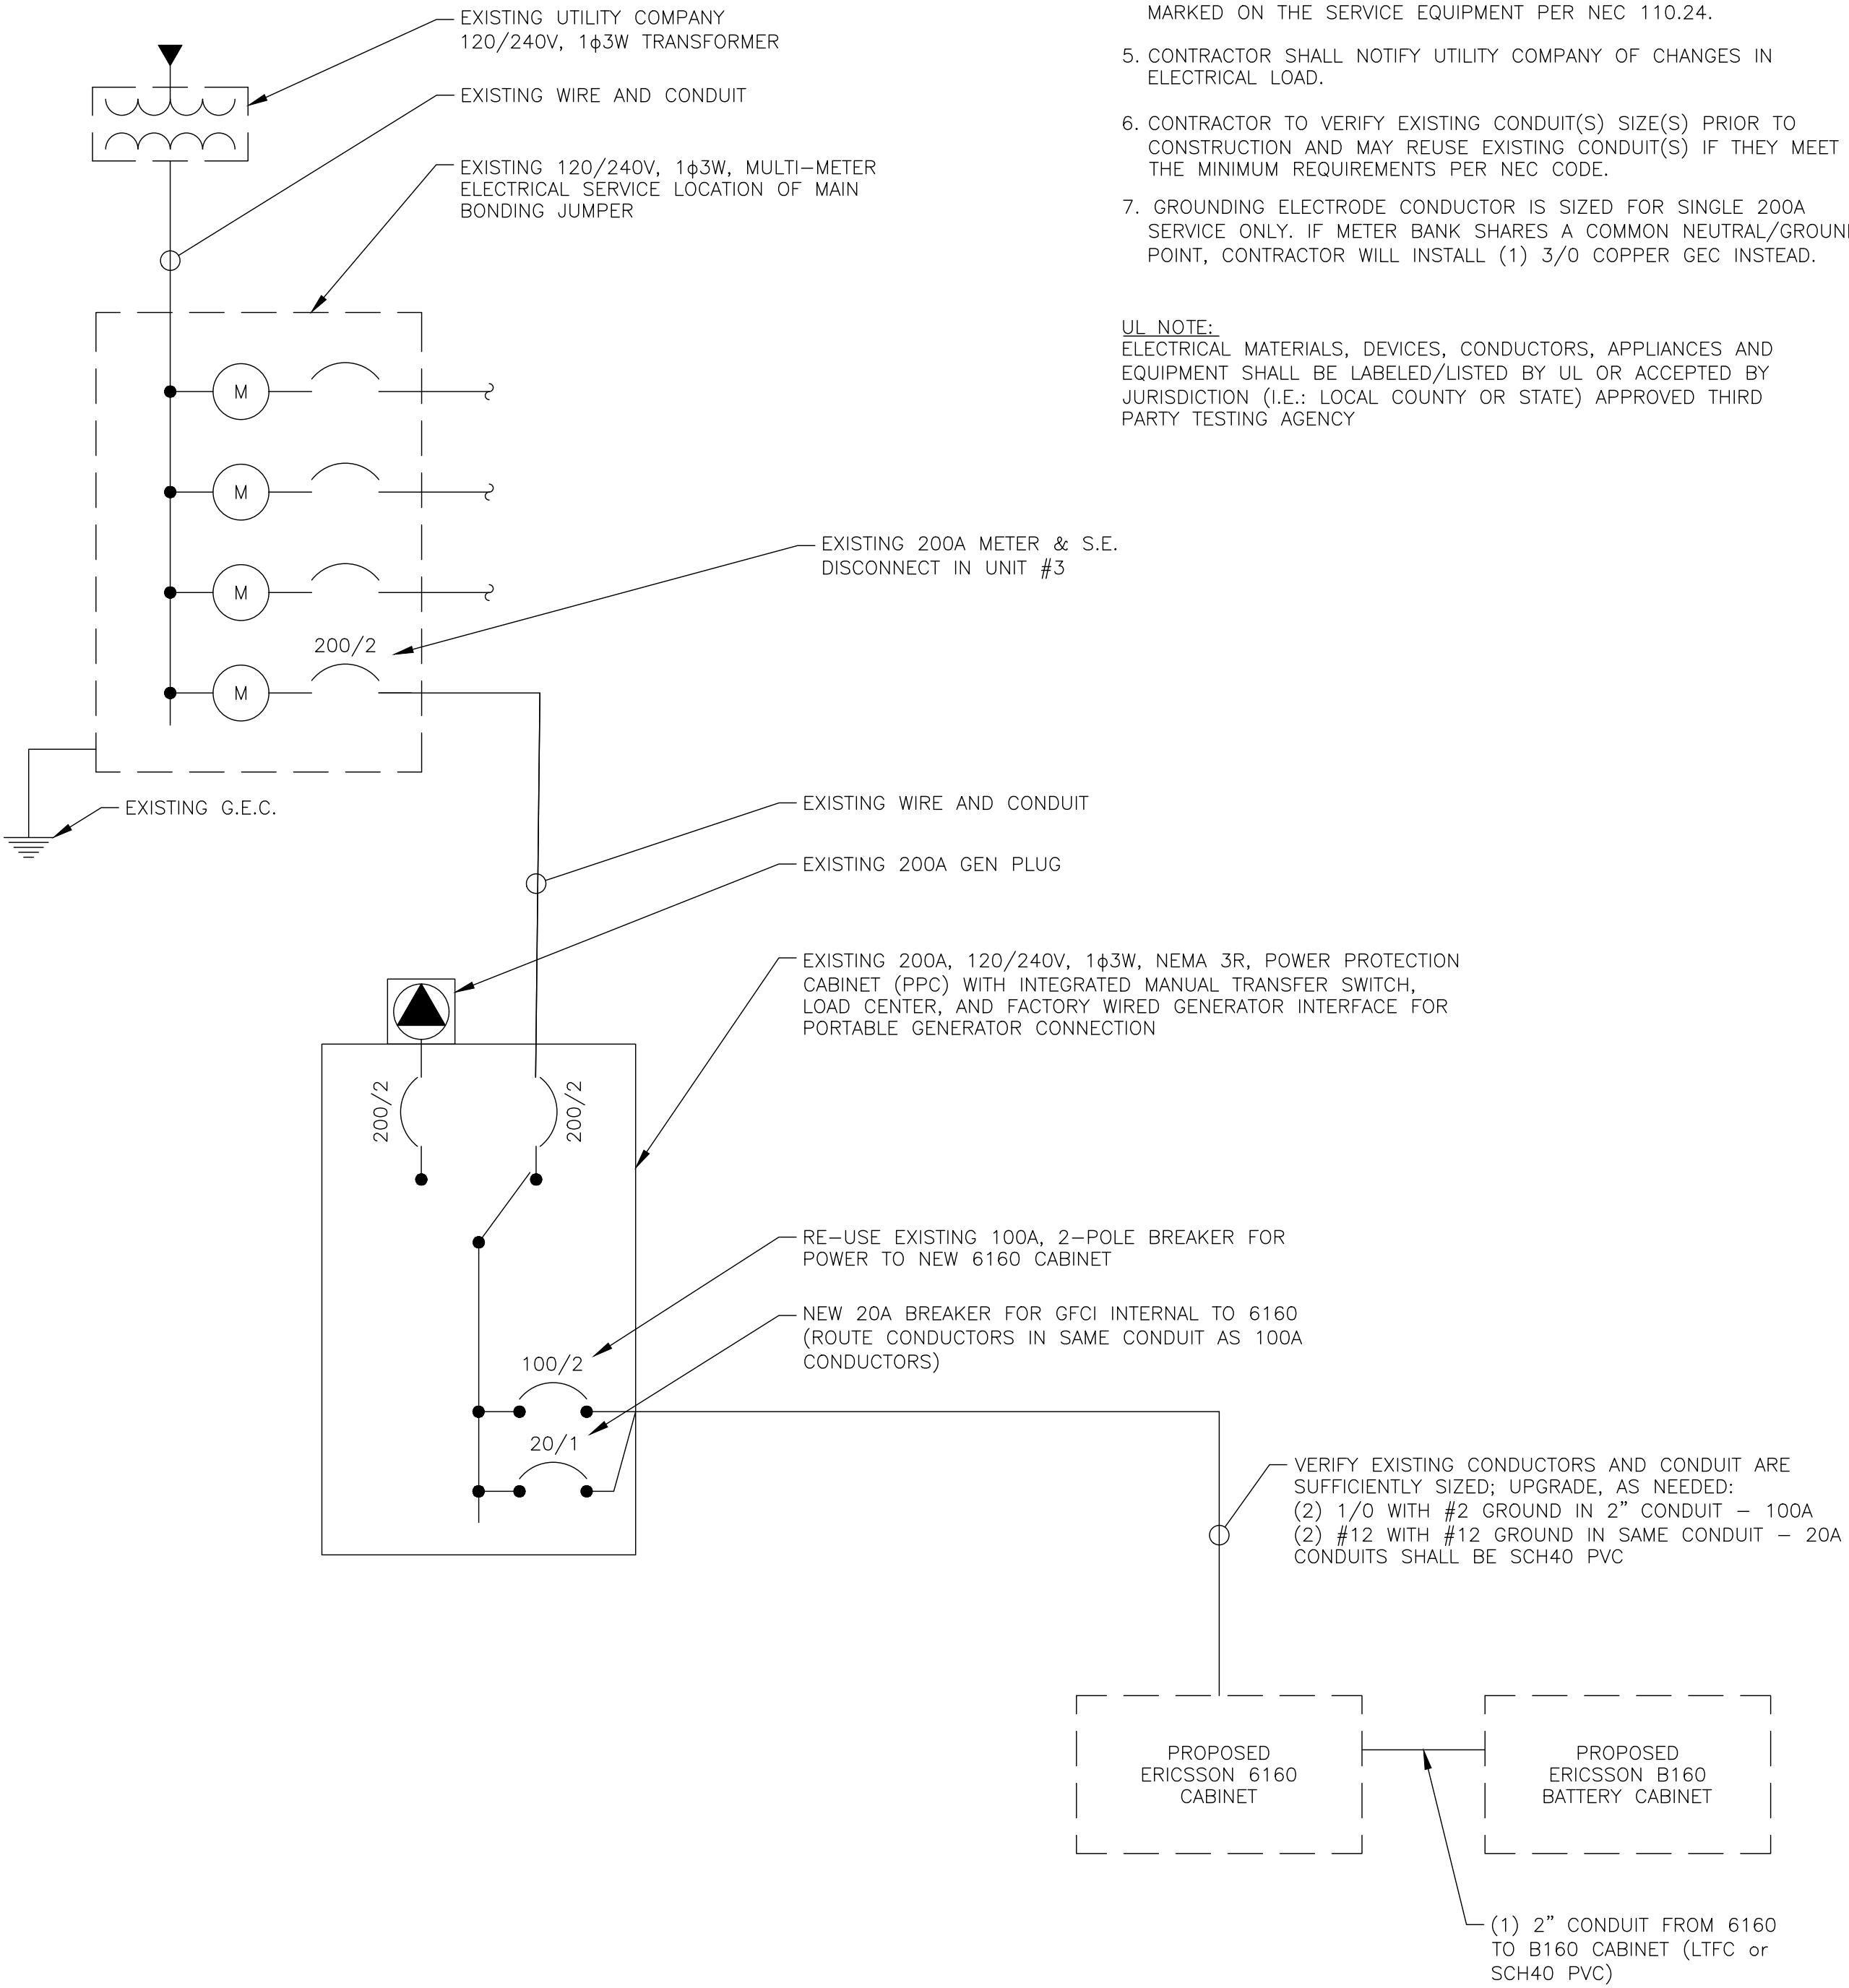 EXISTING UTILITY COMPANY
120/240V, 1ϕ3W TRANSFORMER
EXISTING WIRE AND CONDUIT
EXISTING 120/240V, 1ϕ3W, MULTI-METER
ELECTRICAL SERVICE LOCATION OF MAIN
BONDING JUMPER
MARKED ON THE SERVICE EQUIPMENT PER NEC 110.24.
5. CONTRACTOR SHALL NOTIFY UTILITY COMPANY OF CHANGES IN
ELECTRICAL LOAD.
6. CONTRACTOR TO VERIFY EXISTING CONDUIT(S) SIZE(S) PRIOR TO
CONSTRUCTION AND MAY REUSE EXISTING CONDUIT(S) IF THEY MEET
THE MINIMUM REQUIREMENTS PER NEC CODE.
7. GROUNDING ELECTRODE CONDUCTOR IS SIZED FOR SINGLE 200A
SERVICE ONLY. IF METER BANK SHARES A COMMON NEUTRAL/GROUN
POINT, CONTRACTOR WILL INSTALL (1) 3/0 COPPER GEC INSTEAD.
UL NOTE:
ELECTRICAL MATERIALS, DEVICES, CONDUCTORS, APPLIANCES AND
EQUIPMENT SHALL BE LABELED/LISTED BY UL OR ACCEPTED BY
JURISDICTION (I.E.: LOCAL COUNTY OR STATE) APPROVED THIRD
PARTY TESTING AGENCY
M
M
M
EXISTING 200A METER & S.E.
DISCONNECT IN UNIT #3
200/2
M
EXISTING G.E.C.
EXISTING WIRE AND CONDUIT
EXISTING 200A GEN PLUG
EXISTING 200A, 120/240V, 1ϕ3W, NEMA 3R, POWER PROTECTION
CABINET (PPC) WITH INTEGRATED MANUAL TRANSFER SWITCH,
LOAD CENTER, AND FACTORY WIRED GENERATOR INTERFACE FOR
PORTABLE GENERATOR CONNECTION
200/2
200/2
RE-USE EXISTING 100A, 2-POLE BREAKER FOR
POWER TO NEW 6160 CABINET
NEW 20A BREAKER FOR GFCI INTERNAL TO 6160
(ROUTE CONDUCTORS IN SAME CONDUIT AS 100A
CONDUCTORS)
100/2
20/1
VERIFY EXISTING CONDUCTORS AND CONDUIT ARE
SUFFICIENTLY SIZED; UPGRADE, AS NEEDED:
(2) 1/0 WITH #2 GROUND IN 2" CONDUIT - 100A
(2) #12 WITH #12 GROUND IN SAME CONDUIT - 20A
CONDUITS SHALL BE SCH40 PVC
PROPOSED
ERICSSON 6160
CABINET
PROPOSED
ERICSSON B160
BATTERY CABINET
(1) 2" CONDUIT FROM 6160
TO B160 CABINET (LTFC or
SCH40 PVC)